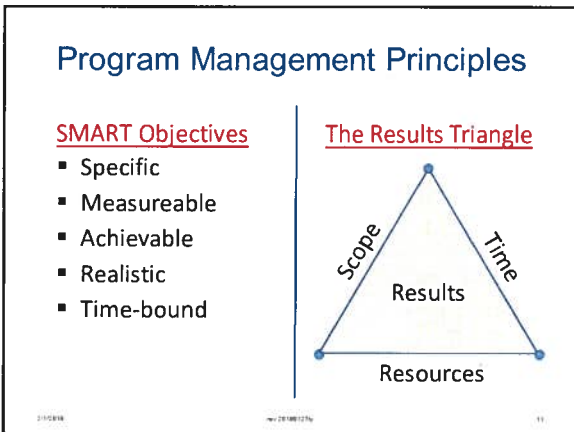 Program Management Principles
SMART Objectives
▪ Specific
▪ Measureable
▪ Achievable
▪ Realistic
▪ Time-bound
The Results Triangle
Scope
Time
Results
Resources